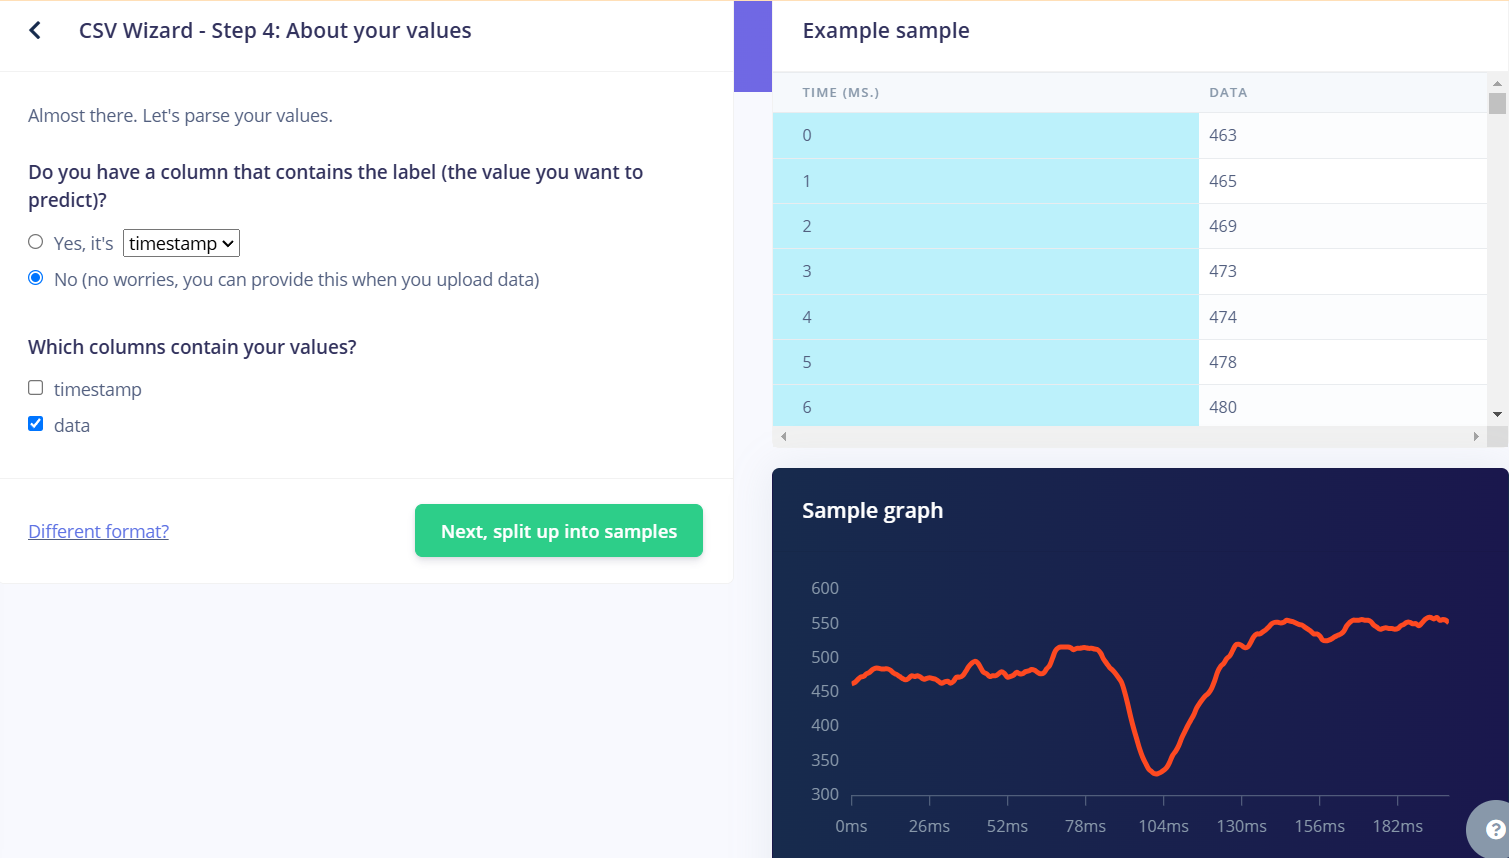 CSV Wizard - Step 4: About your values
Almost there. Let's parse your values.
Do you have a column that contains the label (the value you want to
predict)?
Yes, it's timestamp
No (no worries, you can provide this when you upload data)
Which columns contain your values?
timestamp
data
Different format?
Next, split up into samples
Example sample
TIME (MS.) DATA
0 463
1 465
2 469
3 473
4 474
5 478
6 480
Sample graph
600
550
500
450
400
350
300
0ms 26ms 52ms 78ms 104ms 130ms 156ms 182ms
?